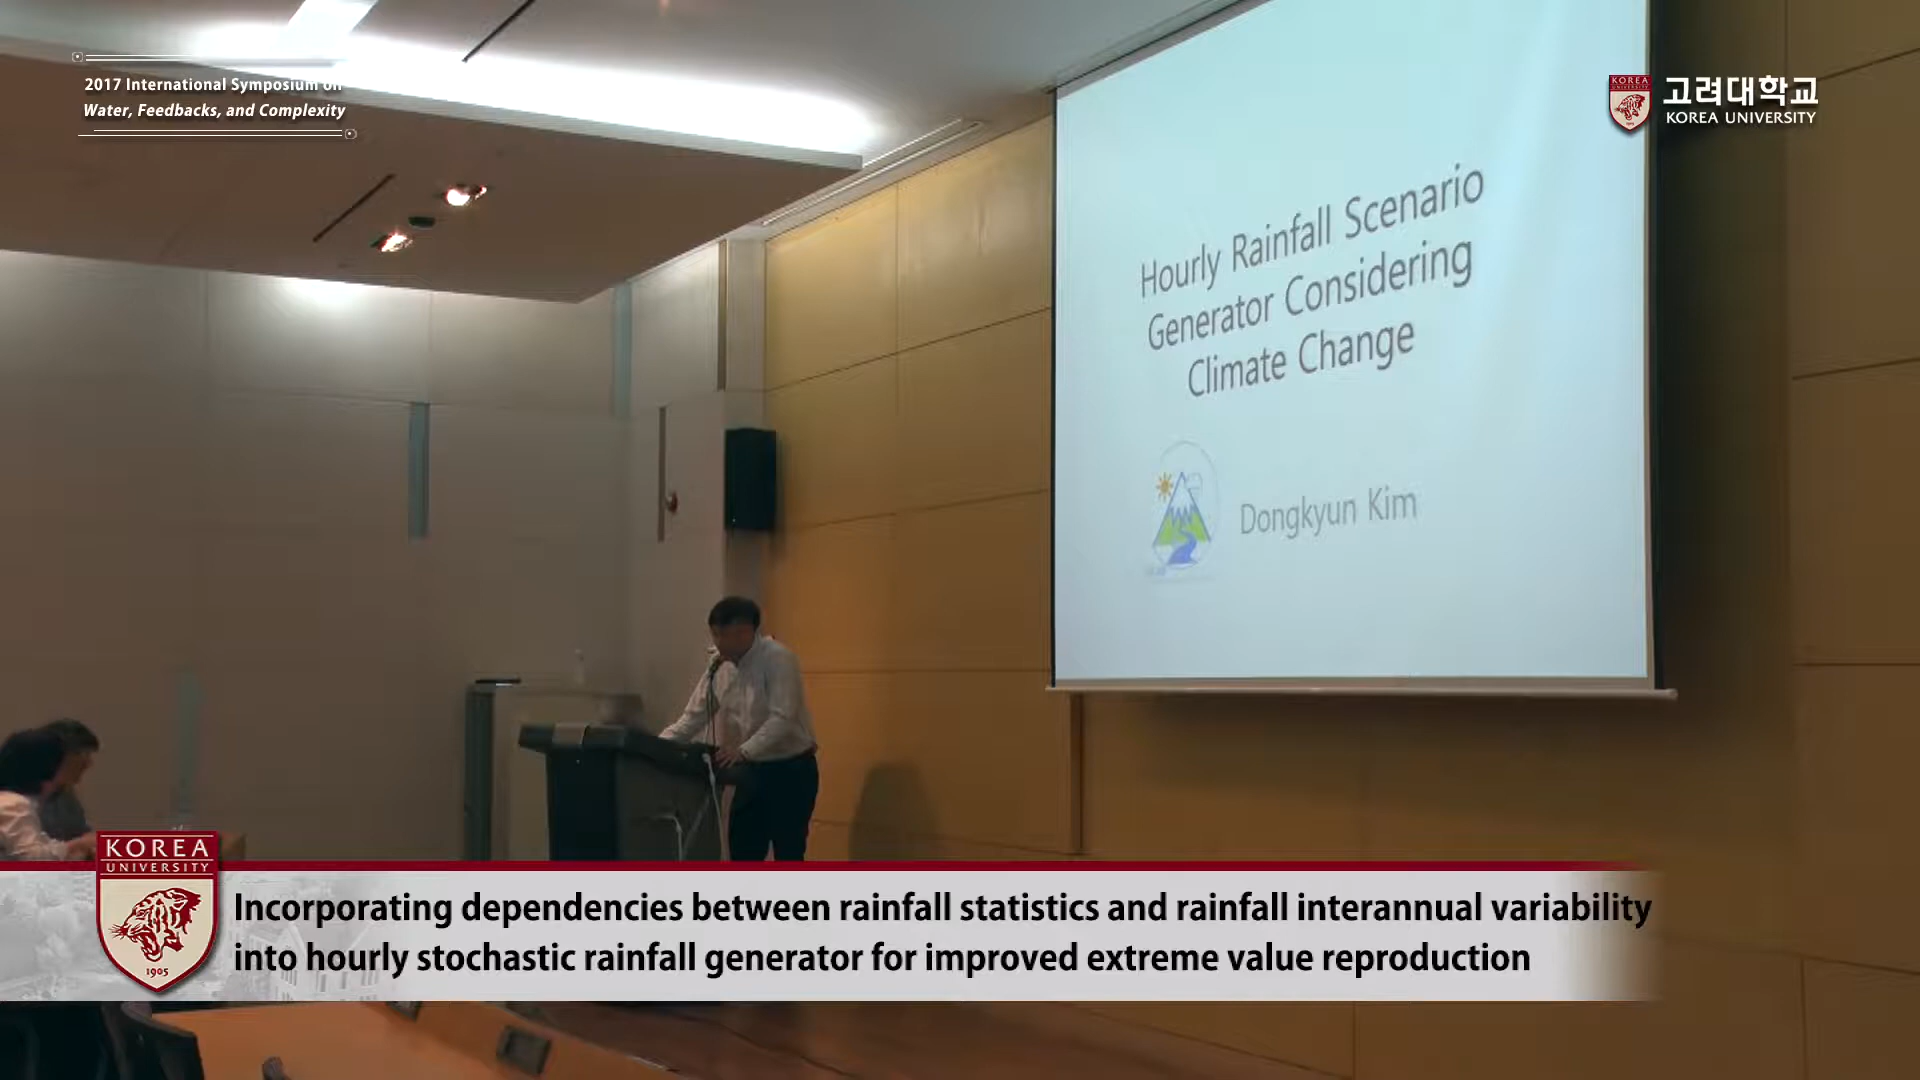 2017 International Symposium on
Water, Feedbacks, and Complexity
KOREA
1905
고려대학교
KOREA UNIVERSITY
Hourly Rainfall Scenario
Generator Considering
Climate Change
Dongkyun Kim
KOREA
UNIVERSITY
1905
Incorporating dependencies between rainfall statistics and rainfall interannual variability
into hourly stochastic rainfall generator for improved extreme value reproduction